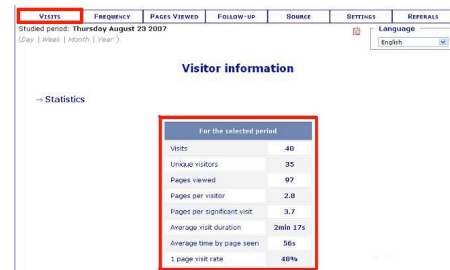 VISITS FREQUENCY PAGES VIEWED FOLLOW-UP SOURCE SETTINGS REFERALS
Studied period: Thursday August 23 2007
(Day | Week | Month | Year )
Language
English
Visitor information
→ Statistics
For the selected period
Visits 40
Unique visitors 35
Pages viewed 97
Pages per visitor 2.8
Pages per significant visit 3.7
Average visit duration 2min 17s
Average time by page seen 56s
1 page visit rate 48%